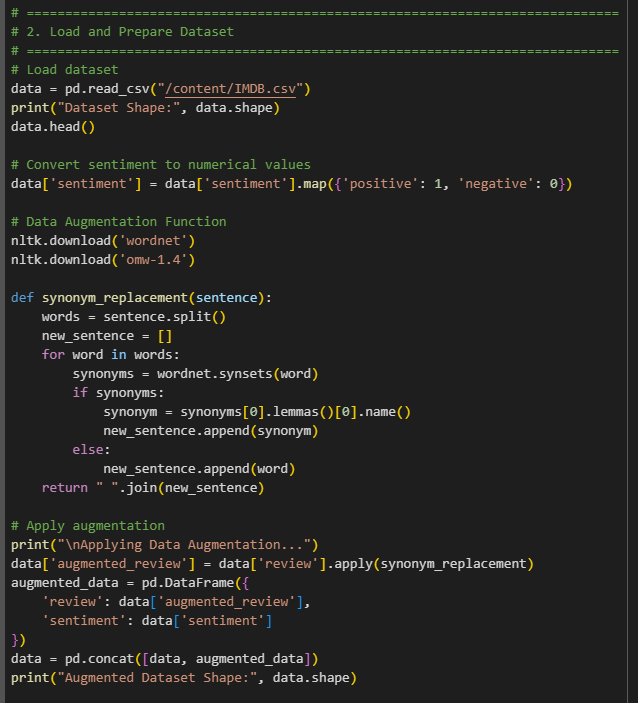 # =============================================================================
# 2. Load and Prepare Dataset
# =============================================================================
# Load dataset
data = pd.read_csv("/content/IMDB.csv")
print("Dataset Shape:", data.shape)
data.head()

# Convert sentiment to numerical values
data['sentiment'] = data['sentiment'].map({'positive': 1, 'negative': 0})

# Data Augmentation Function
nltk.download('wordnet')
nltk.download('omw-1.4')

def synonym_replacement(sentence):
    words = sentence.split()
    new_sentence = []
    for word in words:
        synonyms = wordnet.synsets(word)
        if synonyms:
            synonym = synonyms[0].lemmas()[0].name()
            new_sentence.append(synonym)
        else:
            new_sentence.append(word)
    return " ".join(new_sentence)

# Apply augmentation
print("\nApplying Data Augmentation...")
data['augmented_review'] = data['review'].apply(synonym_replacement)
augmented_data = pd.DataFrame({
    'review': data['augmented_review'],
    'sentiment': data['sentiment']
})
data = pd.concat([data, augmented_data])
print("Augmented Dataset Shape:", data.shape)